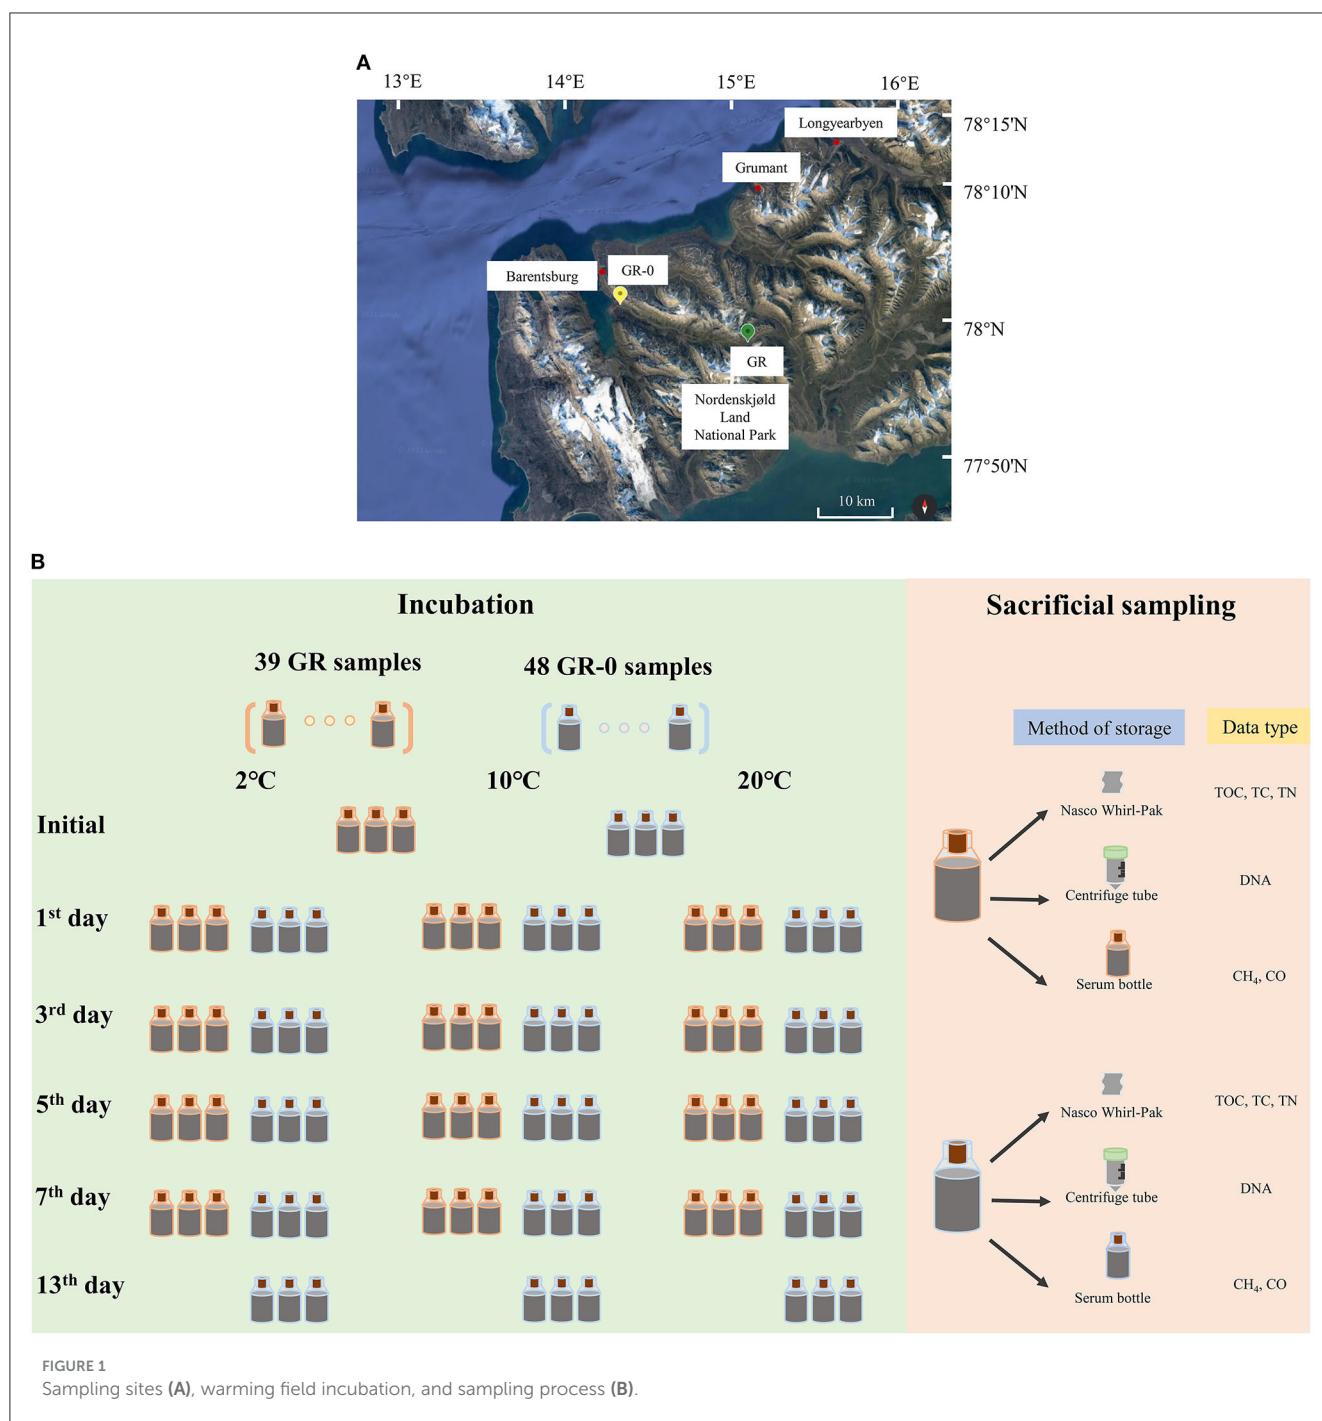 A
13°E 14°E 15°E 16°E
Longyearbyen
78°15'N
Grumant
78°10'N
Barentsburg
GR-0
78°N
GR
Nordenskjøld
Land
National Park
77°50'N
10 km
B
Incubation
Sacrificial sampling
39 GR samples
48 GR-0 samples
Method of storage
Data type
2°C
10°C
20°C
Initial
Nasco Whirl-Pak
TOC, TC, TN
1st day
Centrifuge tube
DNA
3rd day
Serum bottle
CH4, CO
5th day
Nasco Whirl-Pak
TOC, TC, TN
7th day
Centrifuge tube
DNA
13th day
Serum bottle
CH4, CO
FIGURE 1
Sampling sites (A), warming field incubation, and sampling process (B).